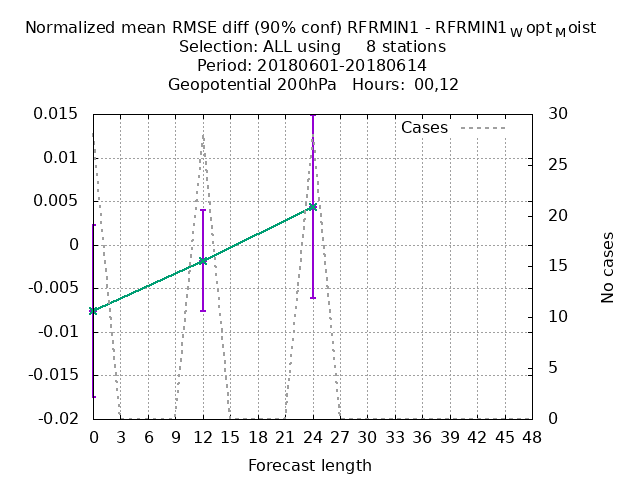 Normalized mean RMSE diff (90% conf) RFRMIN1 - RFRMIN1WoptMoist
Selection: ALL using     8 stations
Period: 20180601-20180614
Geopotential 200hPa   Hours: 00,12
Cases
0.015
0.01
0.005
0
-0.005
-0.01
-0.015
-0.02
30
25
20
15
10
5
0
No cases
0 3 6 9 12 15 18 21 24 27 30 33 36 39 42 45 48
Forecast length